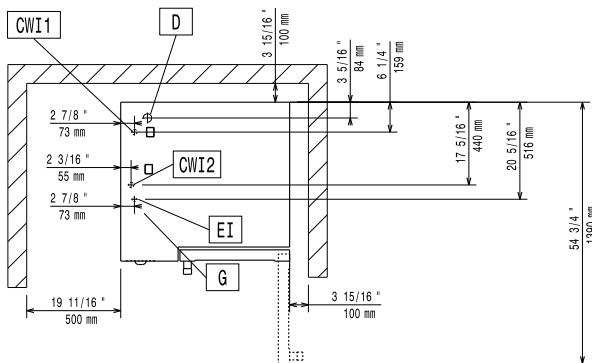 CWI1
D
3 15/16 "
100 mm
3 5/16 "
84 mm
6 1/4 "
159 mm
2 7/8 "
73 mm
2 3/16 "
55 mm
CWI2
2 7/8 "
73 mm
EI
G
17 5/16 "
440 mm
20 5/16 "
516 mm
54 3/4 "
1390 mm
19 11/16 "
500 mm
3 15/16 "
100 mm